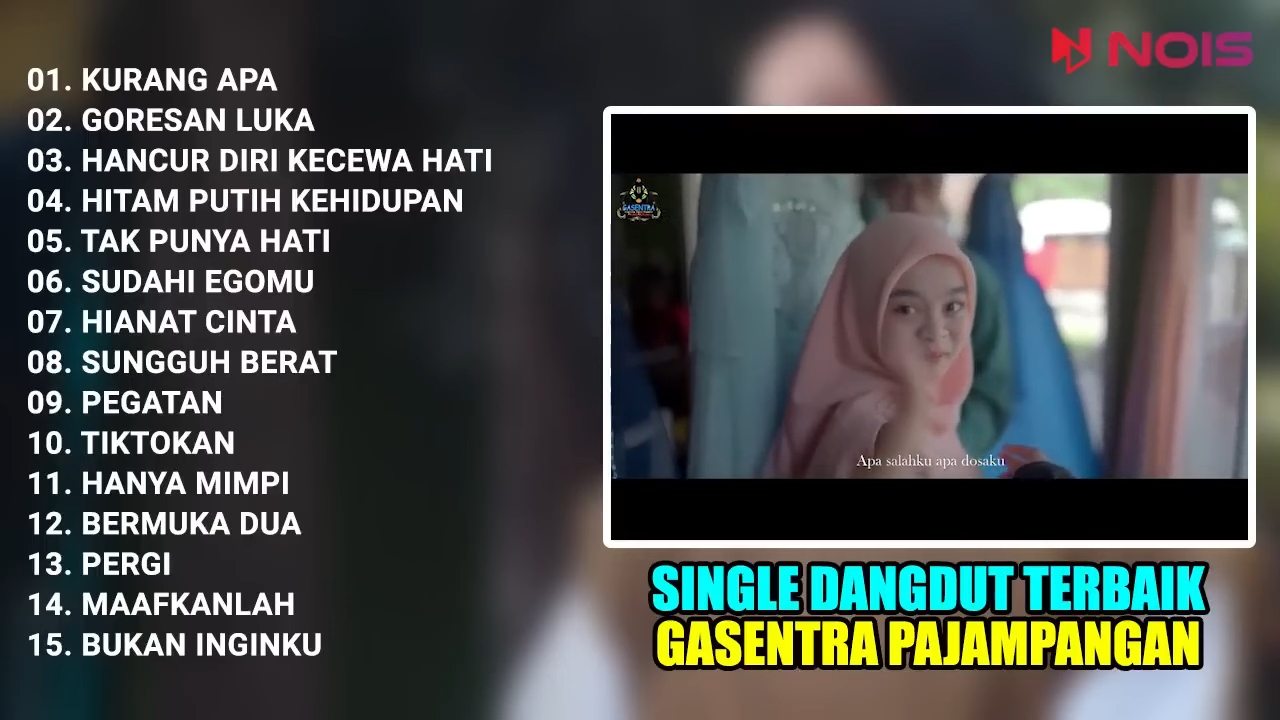 NOIS
01. KURANG APA
02. GORESAN LUKA
03. HANCUR DIRI KECEWA HATI
04. HITAM PUTIH KEHIDUPAN
05. TAK PUNYA HATI
06. SUDAHI EGOMU
07. HIANAT CINTA
08. SUNGGUH BERAT
09. PEGATAN
10. TIKTOKAN
11. HANYA MIMPI
12. BERMUKA DUA
13. PERGI
14. MAAFKANLAH
15. BUKAN INGINKU
GASENTRA
Apa salahku apa dosaku
SINGLE DANGDUT TERBAIK
GASENTRA PAJAMPANGAN